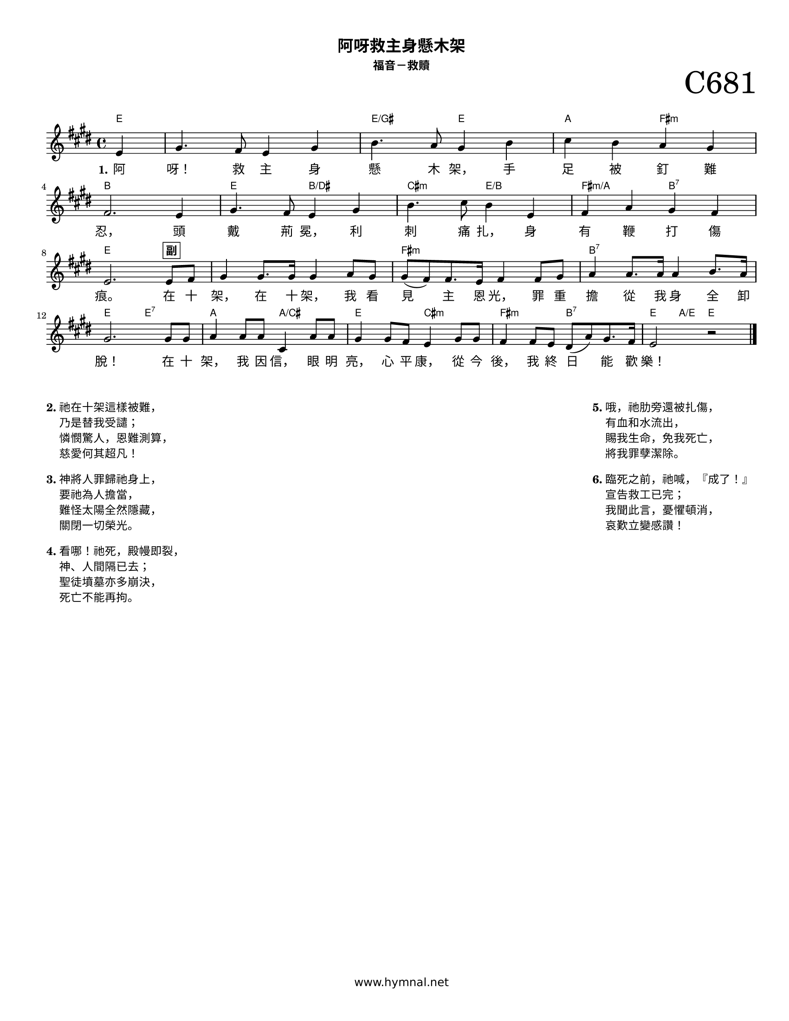 阿呀救主身懸木架
福音－救贖
C681
E E/G♯ E A F♯m
1. 阿 呀！ 救 主 身 懸 木 架， 手 足 被 釘 難
4 B E B/D♯ C♯m E/B F♯m/A B7
忍， 頭 戴 荊 冕， 利 刺 痛 扎， 身 有 鞭 打 傷
8 E 副 F♯m B7
痕。 在 十 架， 在 十 架， 我 看 見 主 恩 光， 罪 重 擔 從 我 身 全 卸
12 E E7 A A/C♯ E C♯m F♯m B7 E A/E E
脫！ 在 十 架， 我 因 信， 眼 明 亮， 心 平 康， 從 今 後， 我 終 日 能 歡 樂！
2. 祂在十架這樣被難，
乃是替我受譴；
憐憫驚人，恩難測算，
慈愛何其超凡！
3. 神將人罪歸祂身上，
要祂為人擔當，
難怪太陽全然隱藏，
關閉一切榮光。
4. 看哪！祂死，殿幔即裂，
神、人間隔已去；
聖徒墳墓亦多崩決，
死亡不能再拘。
5. 哦，祂肋旁還被扎傷，
有血和水流出，
賜我生命，免我死亡，
將我罪孽潔除。
6. 臨死之前，祂喊，『成了！』
宣告救工已完；
我聞此言，憂懼頓消，
哀歎立變感讚！
www.hymnal.net